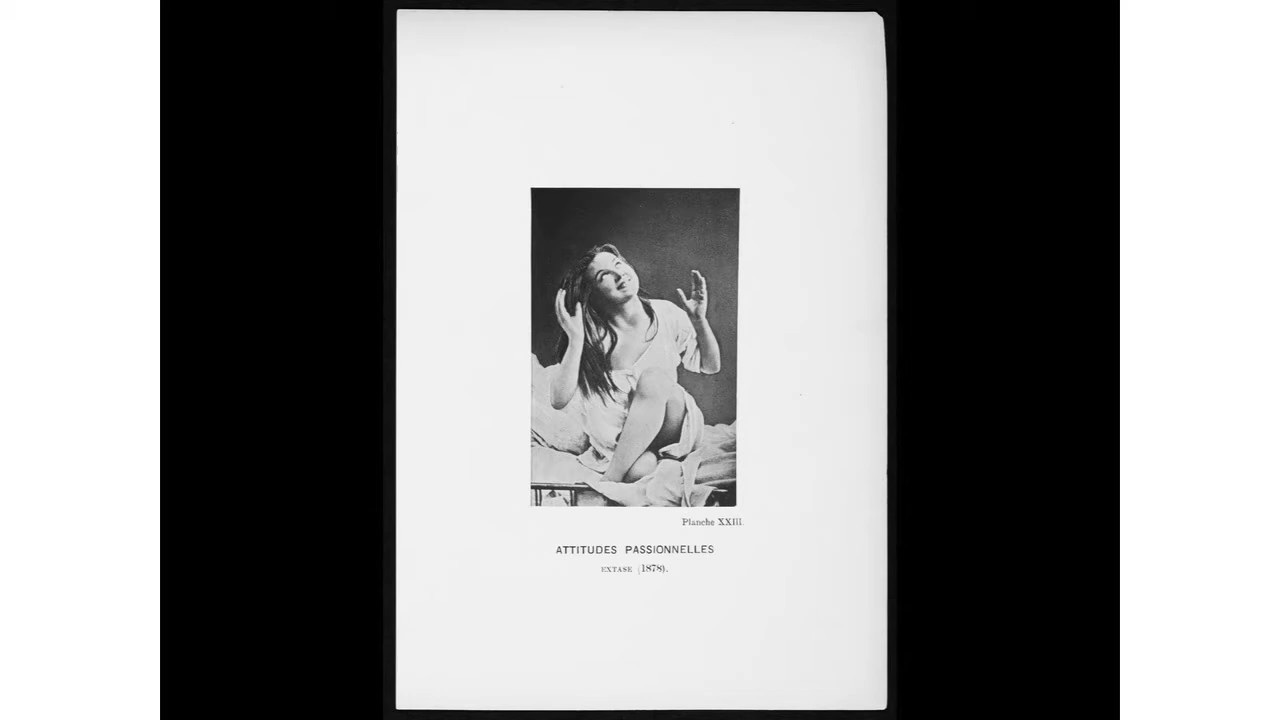 Planche XXIII.
ATTITUDES PASSIONNELLES
EXTASE (1878).